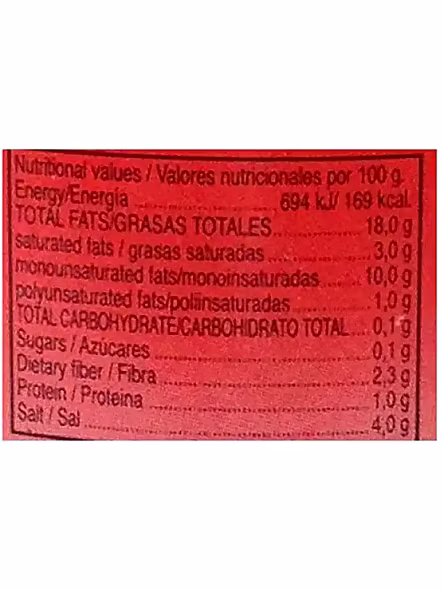 Nutritional values / Valores nutricionales por 100 g.
Energy/Energía ........ 694 kJ/ 169 kcal.
TOTAL FATS/GRASAS TOTALES ........ 18,0 g
saturated fats / grasas saturadas ........ 3,0 g
monounsaturated fats/monoinsaturadas ........ 10,0 g
polyunsaturated fats/poliinsaturadas ........ 1,0 g
TOTAL CARBOHYDRATE/CARBOHIDRATO TOTAL .... 0,1 g
Sugars / Azúcares ........ 0,1 g
Dietary fiber / Fibra ........ 2,3 g
Protein / Proteina ........ 1,0 g
Salt / Sal ........ 4,0 g